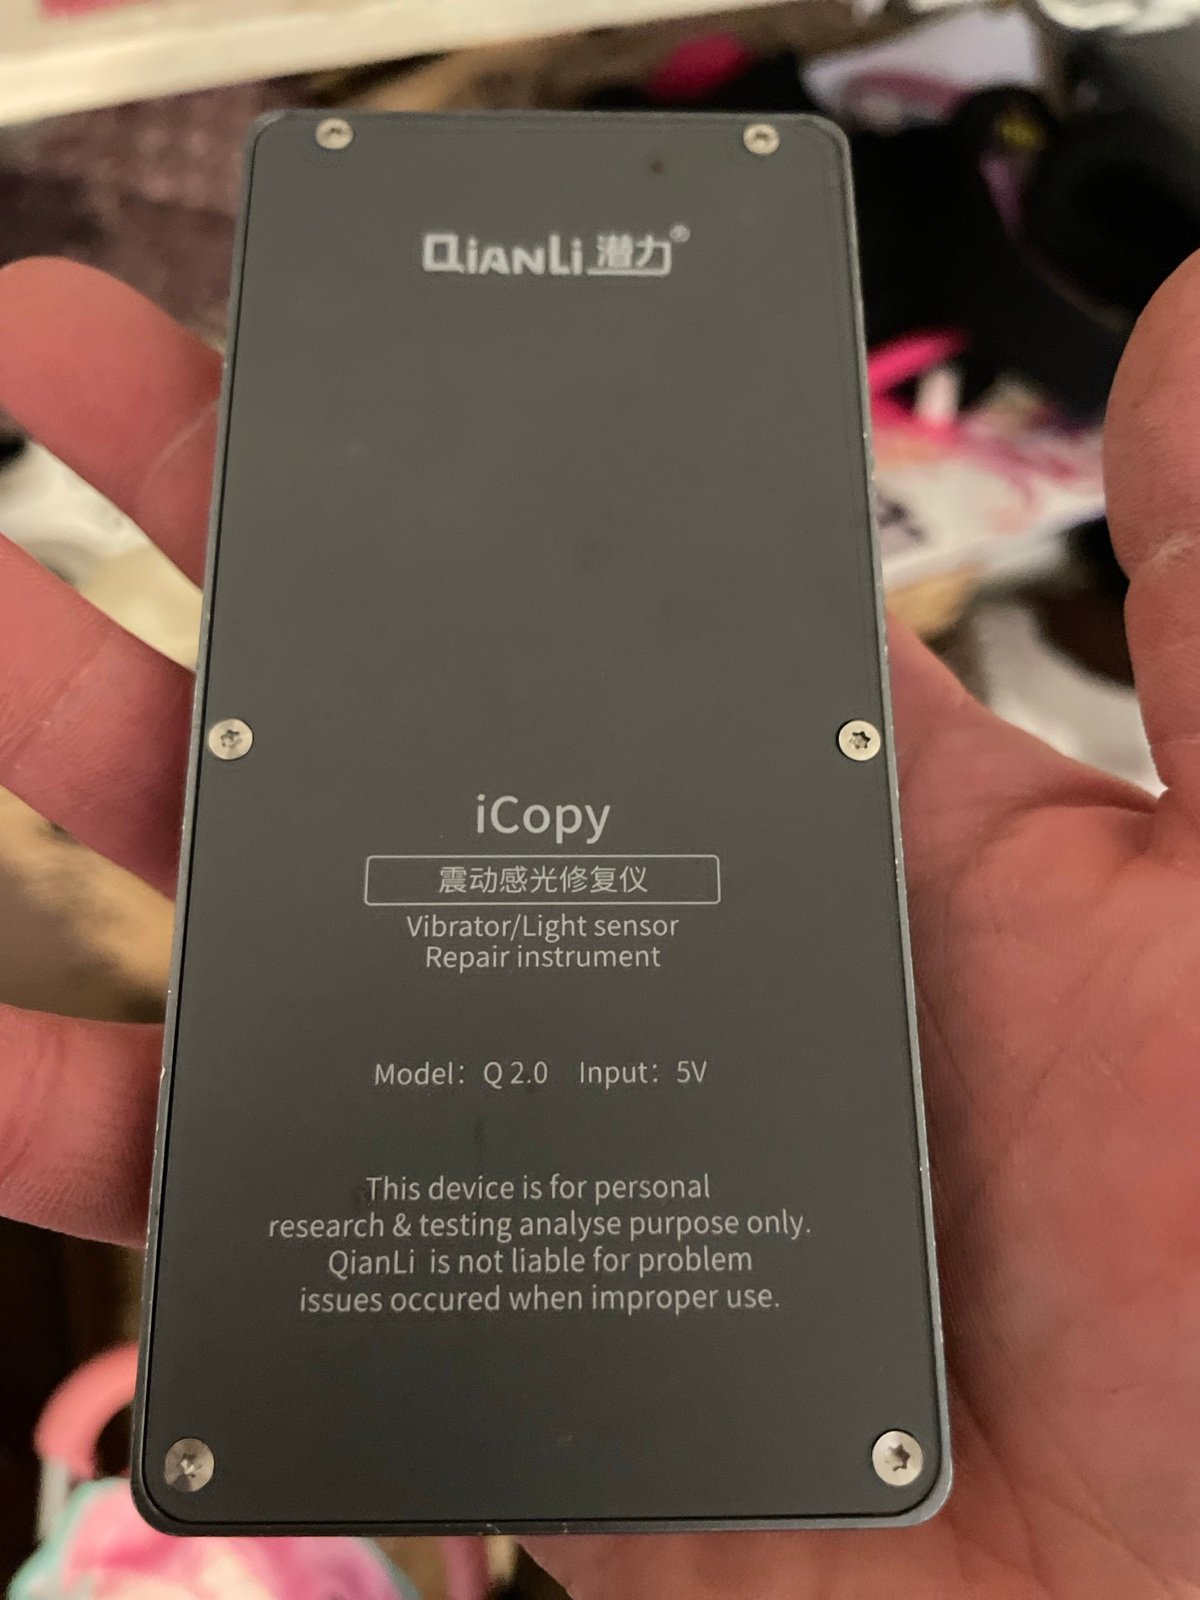 QianLi 潜力®
iCopy
震动感光修复仪
Vibrator/Light sensor
Repair instrument
Model: Q 2.0 Input: 5V
This device is for personal
research & testing analyse purpose only.
QianLi is not liable for problem
issues occured when improper use.